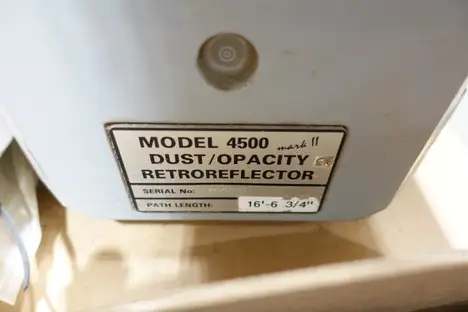 MODEL 4500 mark II
DUST/OPACITY
RETROREFLECTOR
SERIAL No:
PATH LENGTH: 16'-6 3/4"